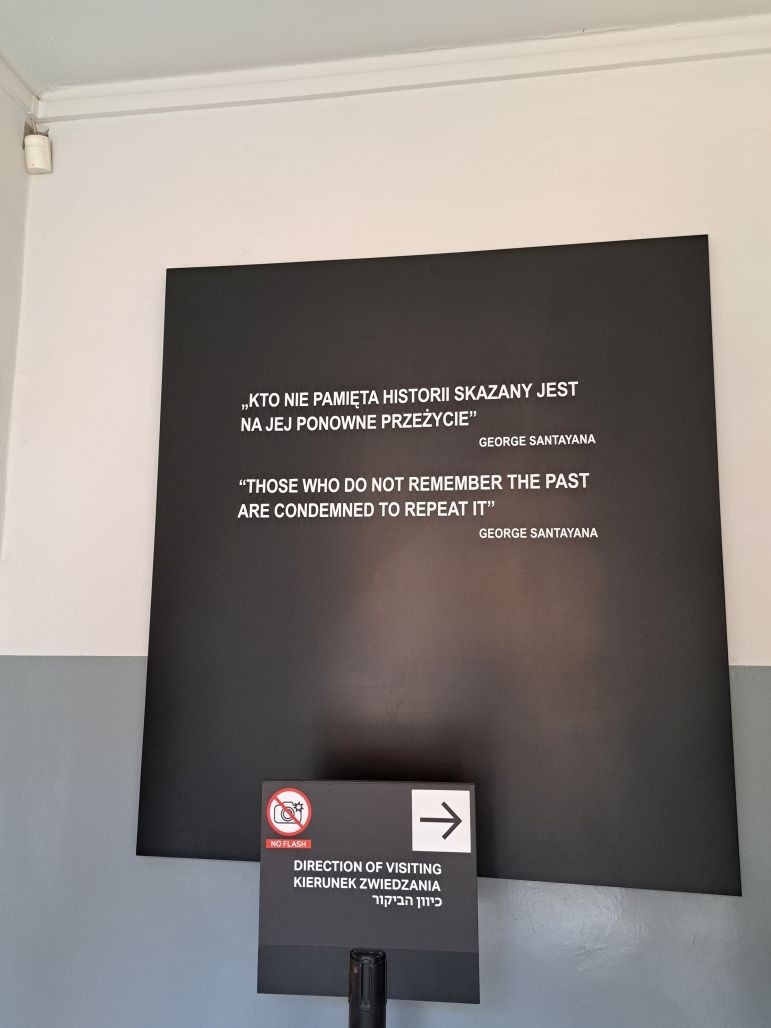 „KTO NIE PAMIĘTA HISTORII SKAZANY JEST
NA JEJ PONOWNE PRZEŻYCIE”
GEORGE SANTAYANA
“THOSE WHO DO NOT REMEMBER THE PAST
ARE CONDEMNED TO REPEAT IT”
GEORGE SANTAYANA
NO FLASH
DIRECTION OF VISITING
KIERUNEK ZWIEDZANIA
כיוון הביקור